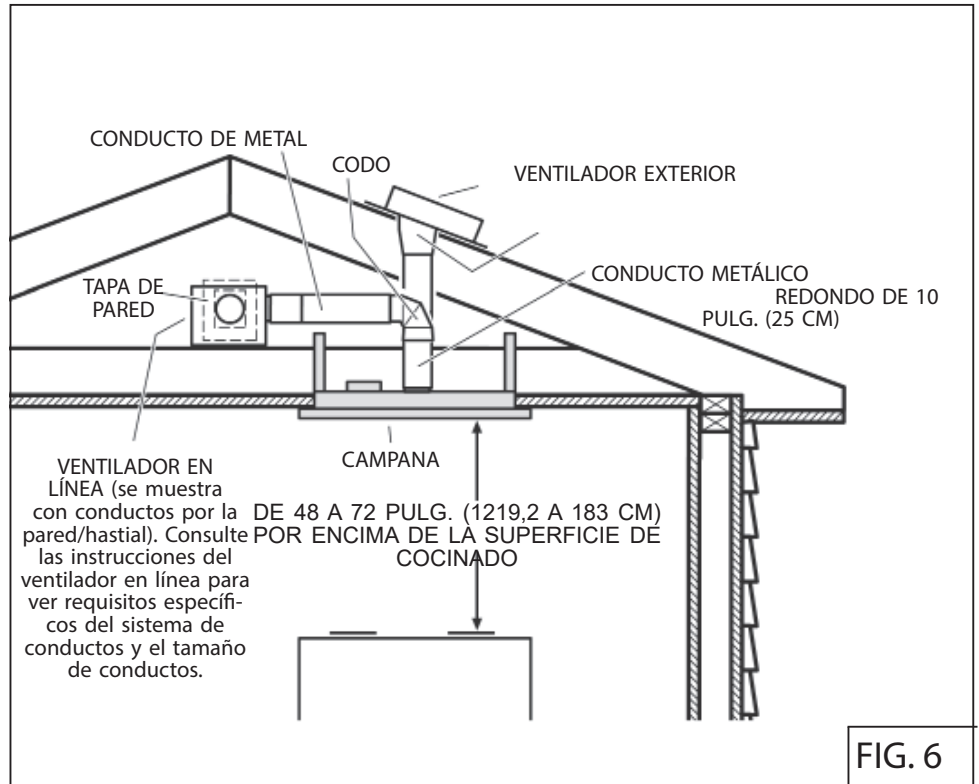 CONDUCTO DE METAL
CODO
VENTILADOR EXTERIOR
CONDUCTO METÁLICO
REDONDO DE 10
PULG. (25 CM)
TAPA DE
PARED
CAMPANA
VENTILADOR EN
LÍNEA (se muestra
con conductos por la
pared/hastial). Consulte
las instrucciones del
ventilador en línea para
ver requisitos específi-
cos del sistema de
conductos y el tamaño
de conductos.
DE 48 A 72 PULG. (1219,2 A 183 CM)
POR ENCIMA DE LA SUPERFICIE DE
COCINADO
FIG. 6